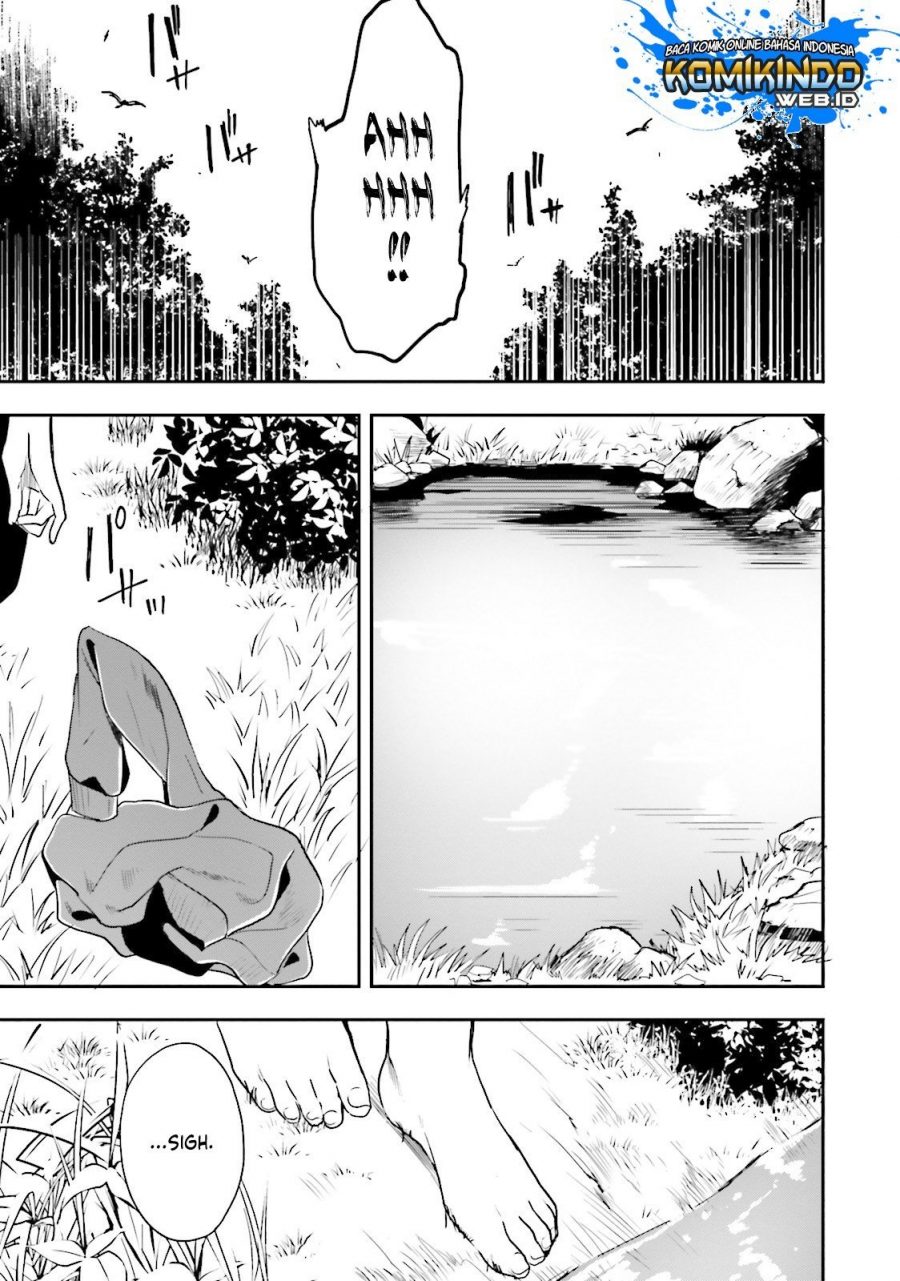 BACA KOMIK ONLINE BAHASA INDONESIA
KOMIKINDO
WEB.ID
AHH
HHH
!!
バサ
バサ
バサ
パサッ
...SIGH.